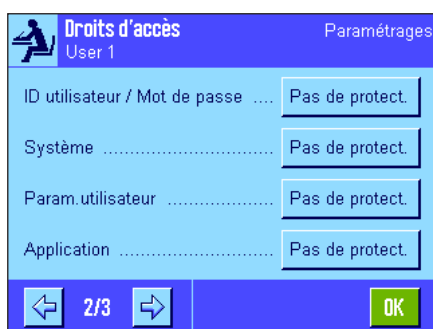 Droits d'accès
Paramétrages
User 1
ID utilisateur / Mot de passe .... Pas de protect.
Système ............................ Pas de protect.
Param.utilisateur .................. Pas de protect.
Application .......................... Pas de protect.
2/3
OK